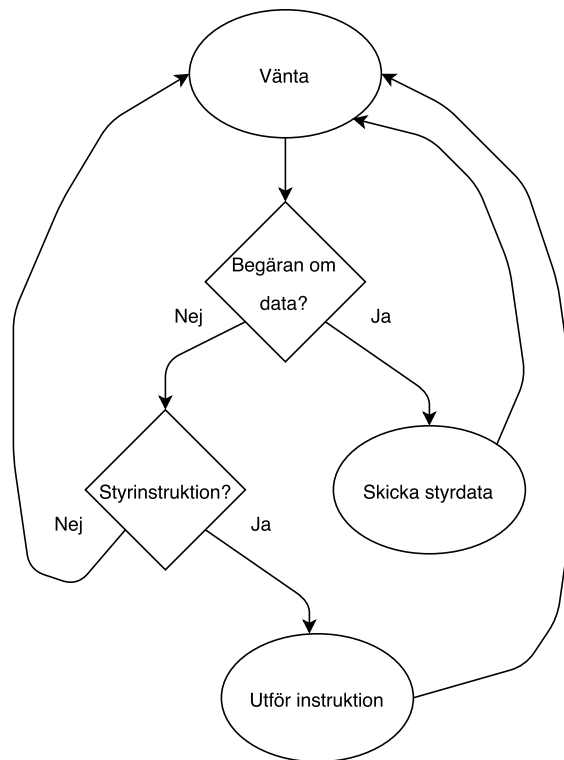 Vänta
Begäran om
data?
Nej
Ja
Styrinstruktion?
Skicka styrdata
Nej
Ja
Utför instruktion